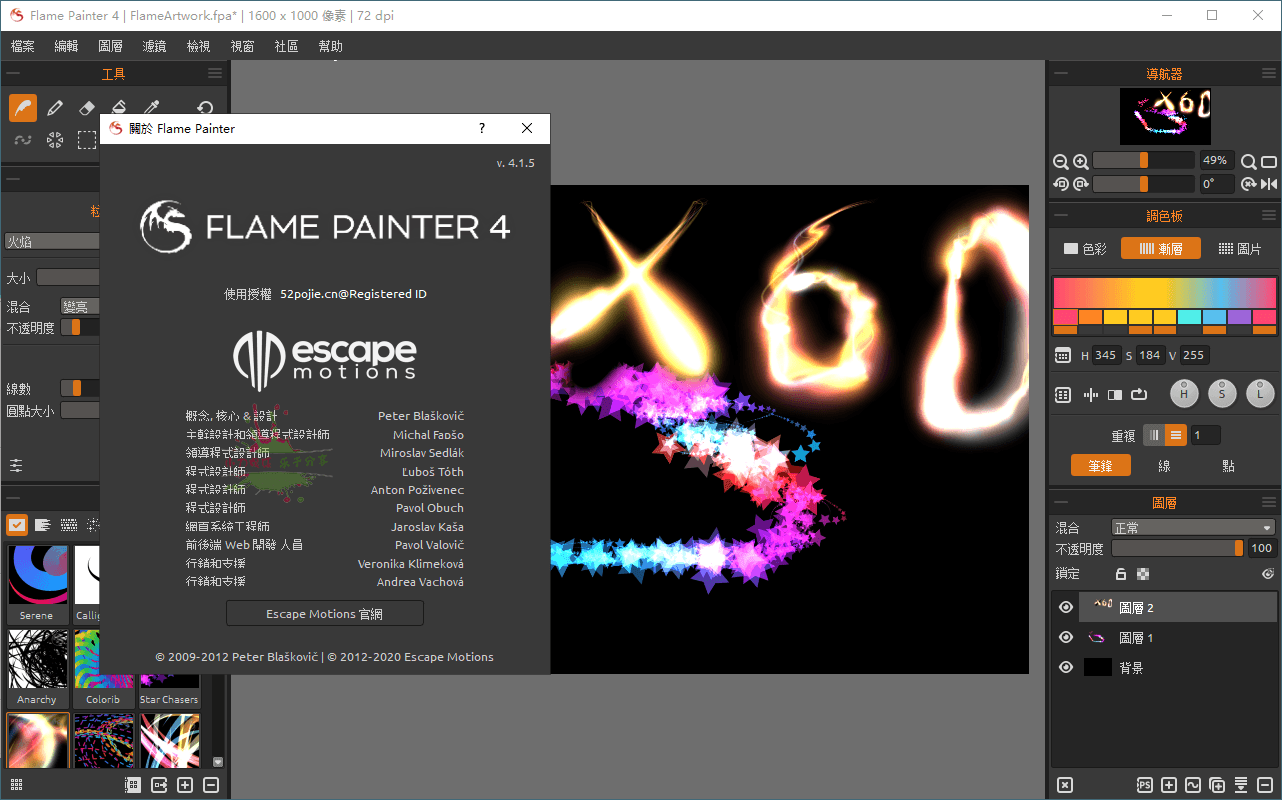 Flame Painter 4 | FlameArtwork.fpa* | 1600 x 1000 像素 | 72 dpi
檔案 編輯 圖層 濾鏡 檢視 視窗 社區 幫助
工具
火焰
大小
混合 變亮
不透明度
線數
圓點大小
Serene
Anarchy Colorib Star Chasers
關於 Flame Painter ?
v. 4.1.5
FLAME PAINTER 4
使用授權 52pojie.cn@Registered ID
escape
motions
概念, 核心 & 設計 Peter Blaškovič
主幹設計和領導程式設計師 Michal Fapšo
領導程式設計師 Miroslav Sedlák
程式設計師 Ľuboš Tóth
程式設計師 Anton Poživenec
程式設計師 Pavol Obuch
網頁系統工程師 Jaroslav Kaša
前後端 Web 開發 人員 Pavol Valovič
行銷和支援 Veronika Klimeková
行銷和支援 Andrea Vachová
Escape Motions 官網
© 2009-2012 Peter Blaškovič | © 2012-2020 Escape Motions
X60
導航器
49%
0°
調色板
色彩 漸層 圖片
H 345 S 184 V 255
H S L
重複 1
筆鋒 線 點
圖層
混合 正常
不透明度 100
鎖定
圖層 2
圖層 1
背景
PS